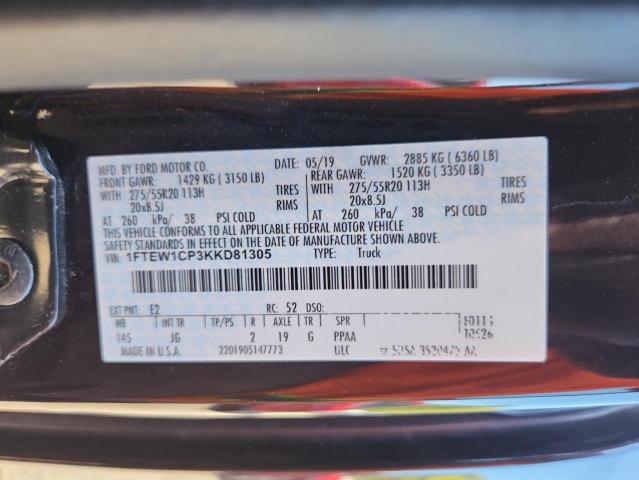 MFD. BY FORD MOTOR CO. 05/19 GVWR: 2885 KG ( 6360 LB)
FRONT GAWR: 1429 KG ( 3150 LB) REAR GAWR: 1520 KG ( 3350 LB)
WITH 275/55R20 113H TIRES WITH 275/55R20 113H TIRES
20x8.5J RIMS 20x8.5J RIMS
AT 260 kPa/ 38 PSI COLD AT 260 kPa/ 38 PSI COLD
THIS VEHICLE CONFORMS TO ALL APPLICABLE FEDERAL MOTOR VEHICLE
SAFETY STANDARDS IN EFFECT ON THE DATE OF MANUFACTURE SHOWN ABOVE.
VIN: 1FTEW1CP3KKD81305 TYPE: Truck
EXT PNT: E2 RC: 52 DSO:
WB INT TR TP/PS R AXLE TR SPR
145 JG 2 19 G PPAA
MADE IN U.S.A. 2201905147773 ULC